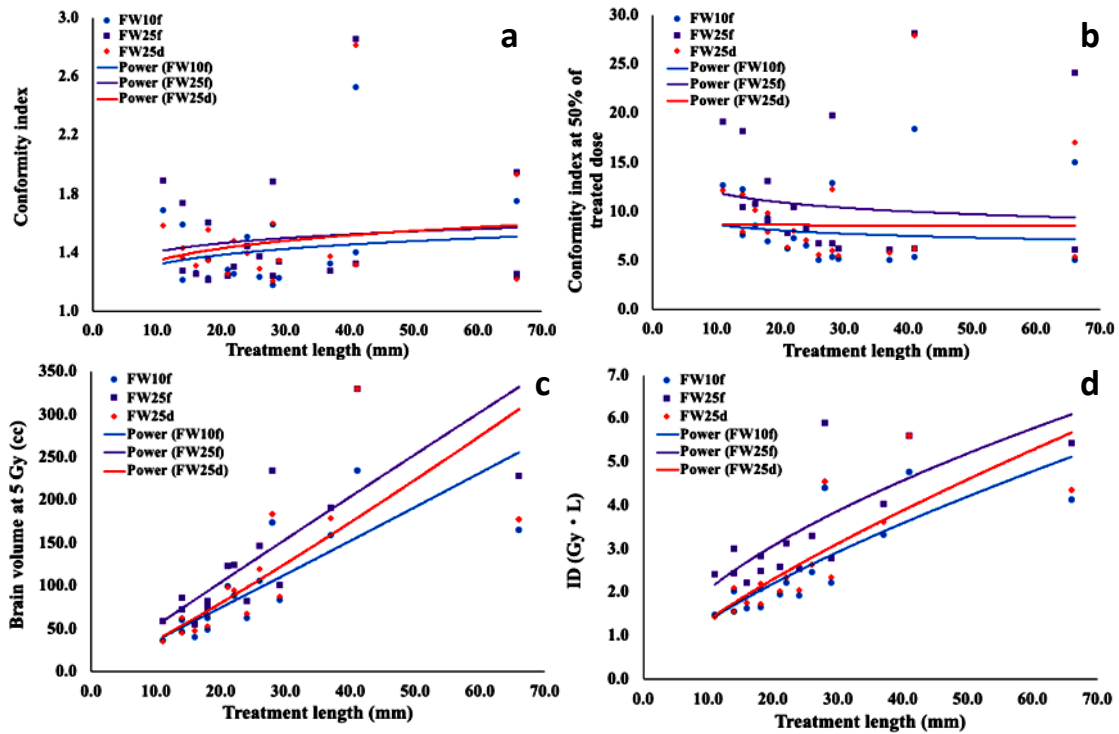 a
3.0
2.6
2.2
1.8
1.4
1.0
Conformity index
FW10f
FW25f
FW25d
Power (FW10f)
Power (FW25f)
Power (FW25d)
0.0 10.0 20.0 30.0 40.0 50.0 60.0 70.0
Treatment length (mm)
b
30.0
25.0
20.0
15.0
10.0
5.0
0.0
Conformity index at 50% of
treated dose
FW10f
FW25f
FW25d
Power (FW10f)
Power (FW25f)
Power (FW25d)
0.0 10.0 20.0 30.0 40.0 50.0 60.0 70.0
Treatment length (mm)
c
350.0
300.0
250.0
200.0
150.0
100.0
50.0
0.0
Brain volume at 5 Gy (cc)
FW10f
FW25f
FW25d
Power (FW10f)
Power (FW25f)
Power (FW25d)
0.0 10.0 20.0 30.0 40.0 50.0 60.0 70.0
Treatment length (mm)
d
7.0
6.0
5.0
4.0
3.0
2.0
1.0
0.0
ID (Gy · L)
FW10f
FW25f
FW25d
Power (FW10f)
Power (FW25f)
Power (FW25d)
0.0 10.0 20.0 30.0 40.0 50.0 60.0 70.0
Treatment length (mm)